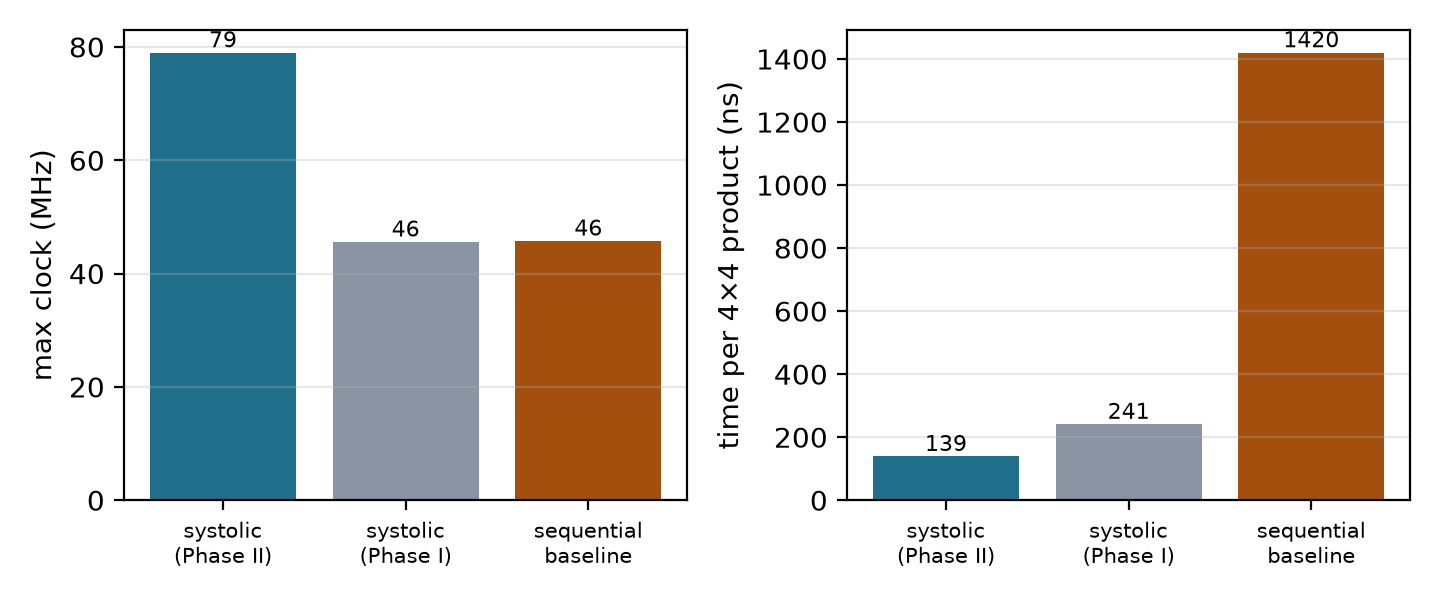 max clock (MHz)
80
60
40
20
0
79
46
46
systolic
(Phase II)
systolic
(Phase I)
sequential
baseline
time per 4×4 product (ns)
1400
1200
1000
800
600
400
200
0
139
241
1420
systolic
(Phase II)
systolic
(Phase I)
sequential
baseline